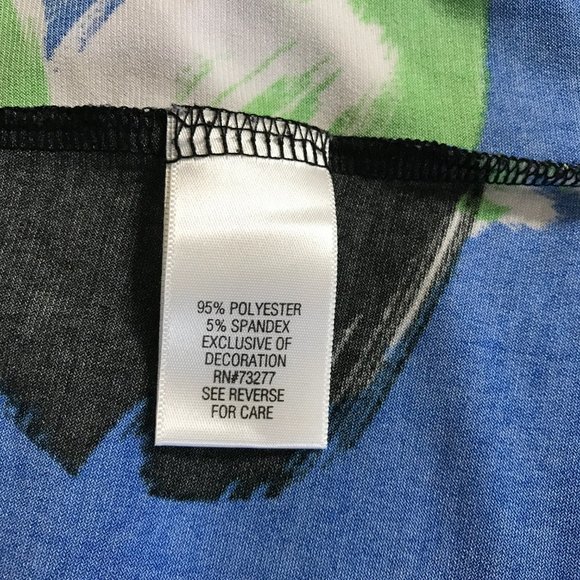 95% POLYESTER
5% SPANDEX
EXCLUSIVE OF
DECORATION
RN#73277
SEE REVERSE
FOR CARE